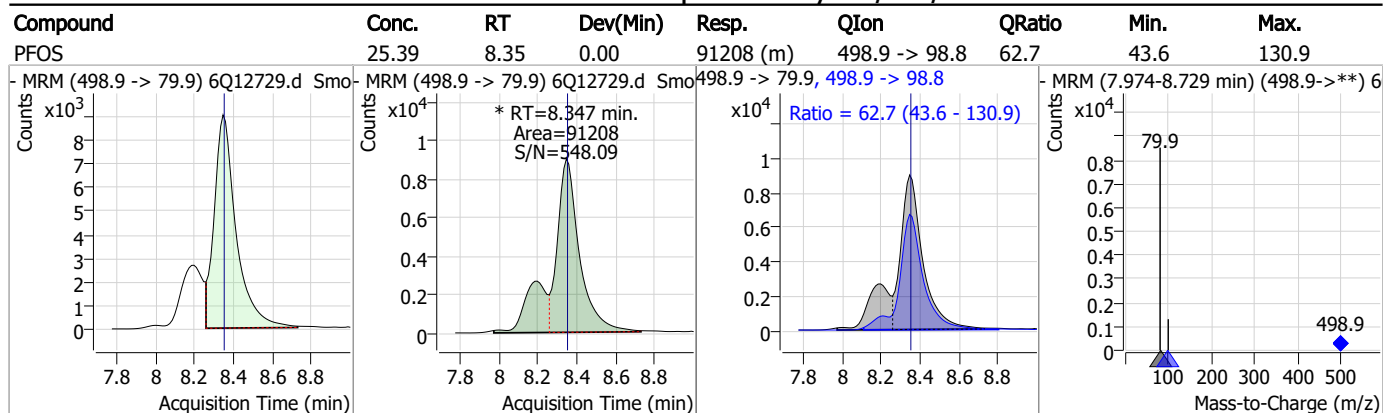 Compound Conc. RT Dev(Min) Resp. QIon QRatio Min. Max.
PFOS 25.39 8.35 0.00 91208 (m) 498.9 -> 98.8 62.7 43.6 130.9
- MRM (498.9 -> 79.9) 6Q12729.d Smo
Counts
x10³
8
7
6
5
4
3
2
1
0
7.8 8 8.2 8.4 8.6 8.8
Acquisition Time (min)
- MRM (498.9 -> 79.9) 6Q12729.d Smo
Counts
x10⁴
* RT=8.347 min.
Area=91208
S/N=548.09
1
0.8
0.6
0.4
0.2
0
7.8 8 8.2 8.4 8.6 8.8
Acquisition Time (min)
498.9 -> 79.9, 498.9 -> 98.8
x10⁴
Ratio = 62.7 (43.6 - 130.9)
1
0.8
0.6
0.4
0.2
0
7.8 8 8.2 8.4 8.6 8.8
Acquisition Time (min)
- MRM (7.974-8.729 min) (498.9->**) 6
Counts
x10⁴
79.9
0.8
0.7
0.6
0.5
0.4
0.3
0.2
0.1
0
498.9
100 200 300 400 500
Mass-to-Charge (m/z)